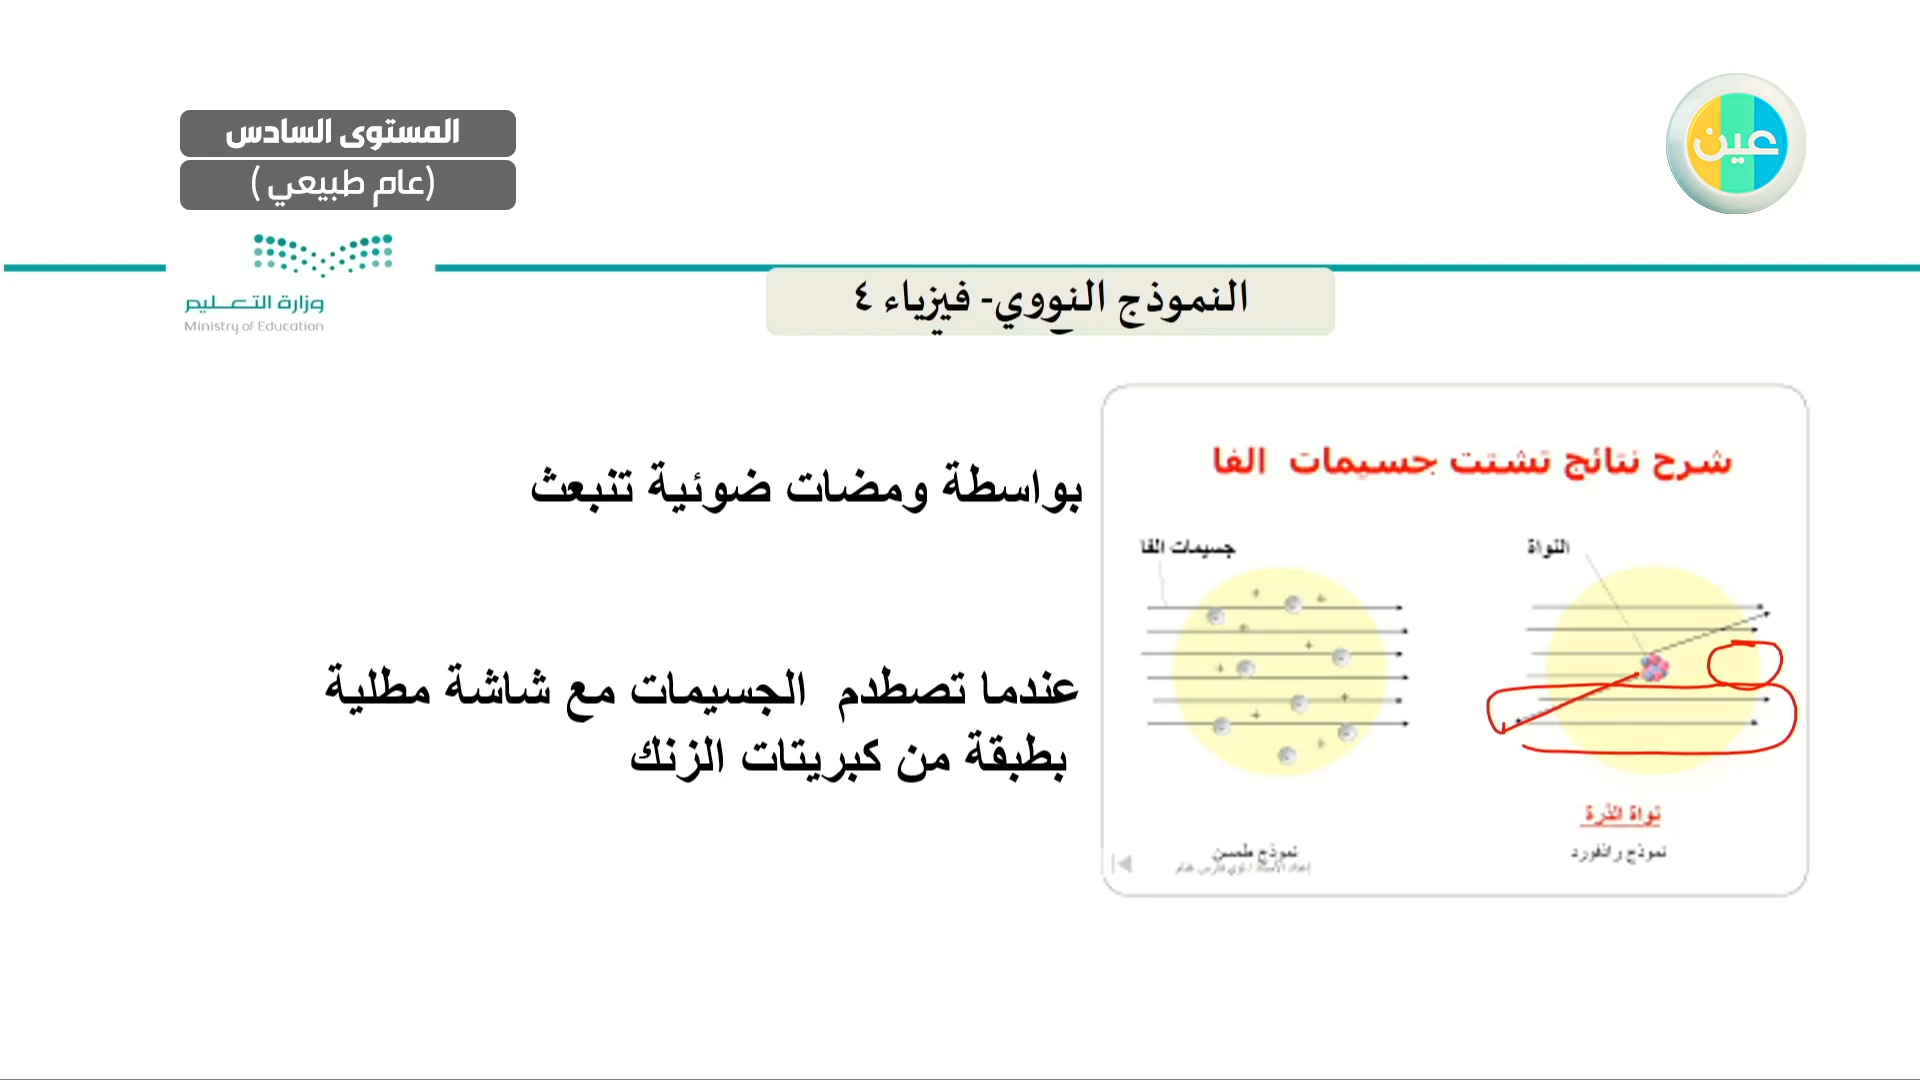 المستوى السادس
(عام طبيعي)
عين
وزارة التعليم
Ministry of Education
النموذج النووي- فيزياء ٤
شرح نتائج تشتت جسيمات الفا
بواسطة ومضات ضوئية تنبعث
جسيمات الفا
النواة
عندما تصطدم الجسيمات مع شاشة مطلية
بطبقة من كبريتات الزنك
نواة الذرة
نموذج طمسن
نموذج راذفورد